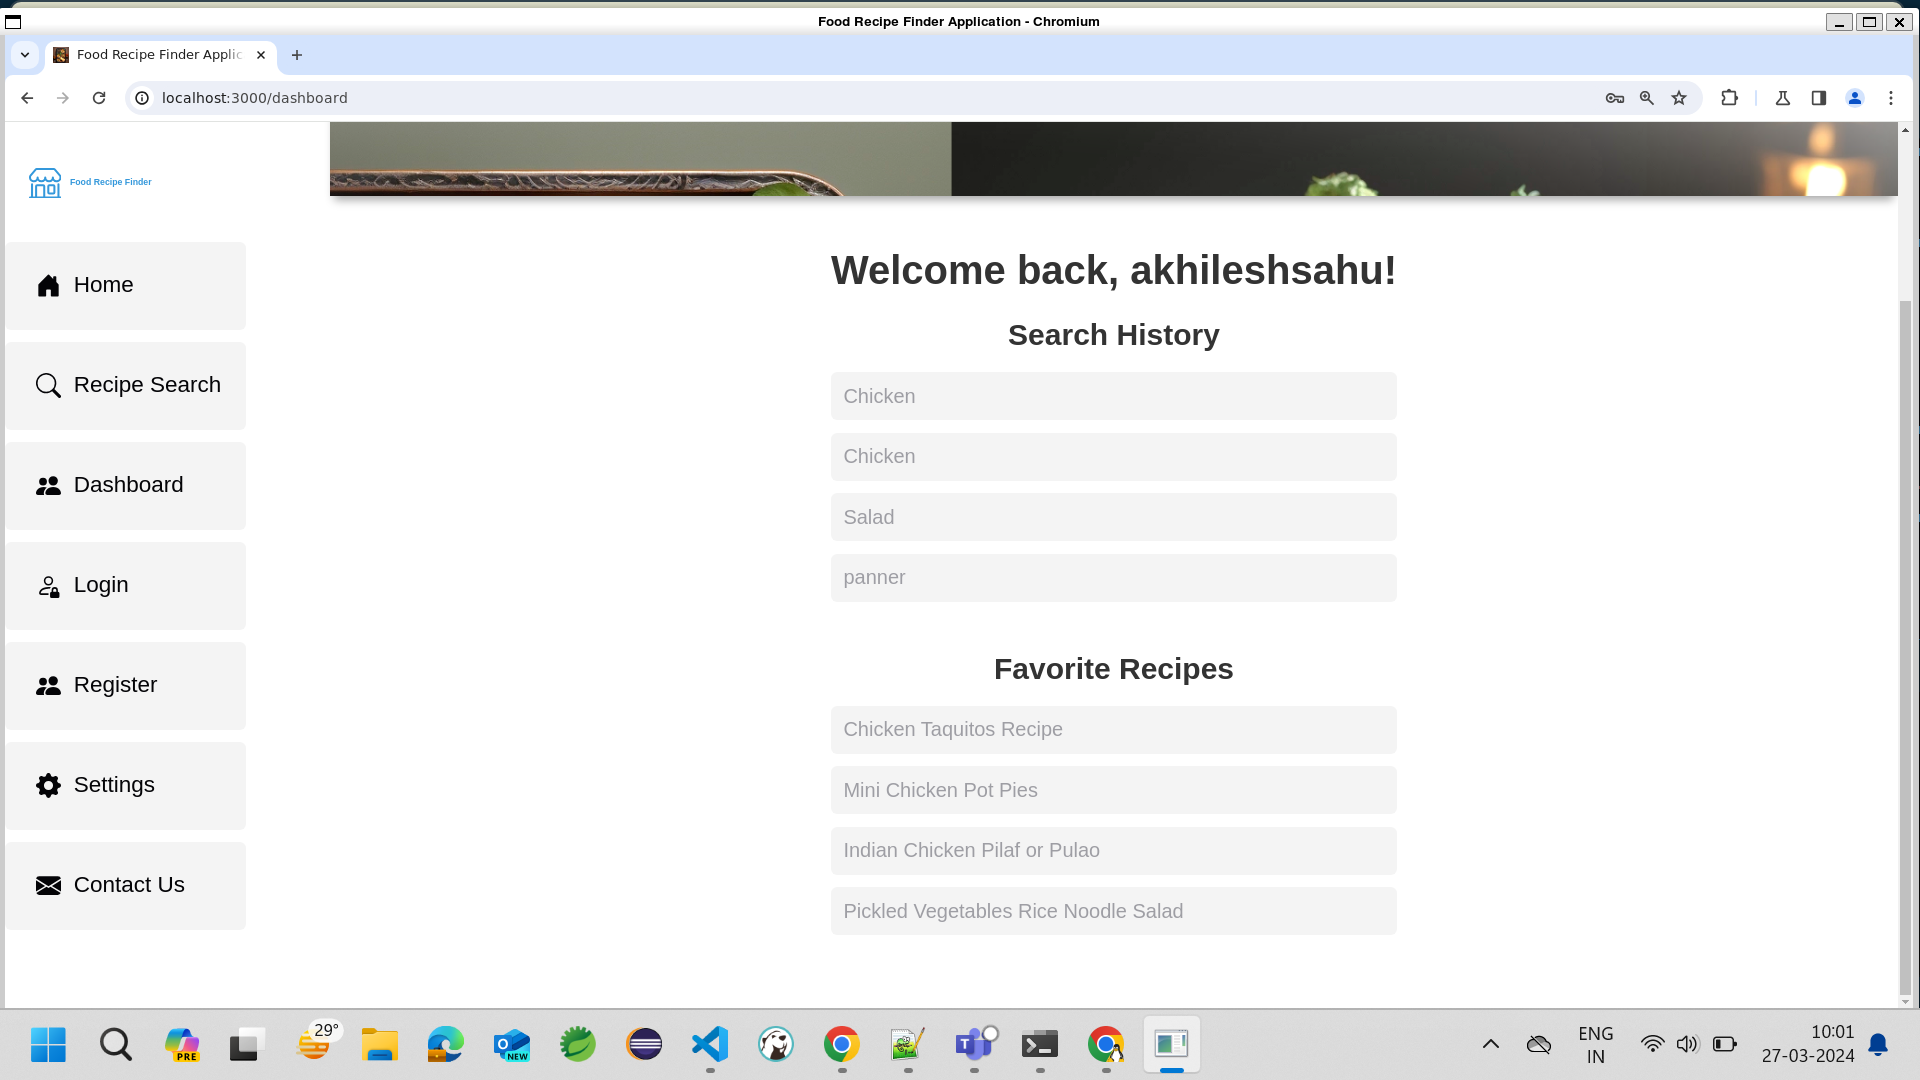 Food Recipe Finder Application - Chromium
Food Recipe Finder Applic
localhost:3000/dashboard
Food Recipe Finder
Home
Recipe Search
Dashboard
Login
Register
Settings
Contact Us
Welcome back, akhileshsahu!
Search History
Chicken
Chicken
Salad
panner
Favorite Recipes
Chicken Taquitos Recipe
Mini Chicken Pot Pies
Indian Chicken Pilaf or Pulao
Pickled Vegetables Rice Noodle Salad
PRE
29°
NEW
ENG
IN
10:01
27-03-2024